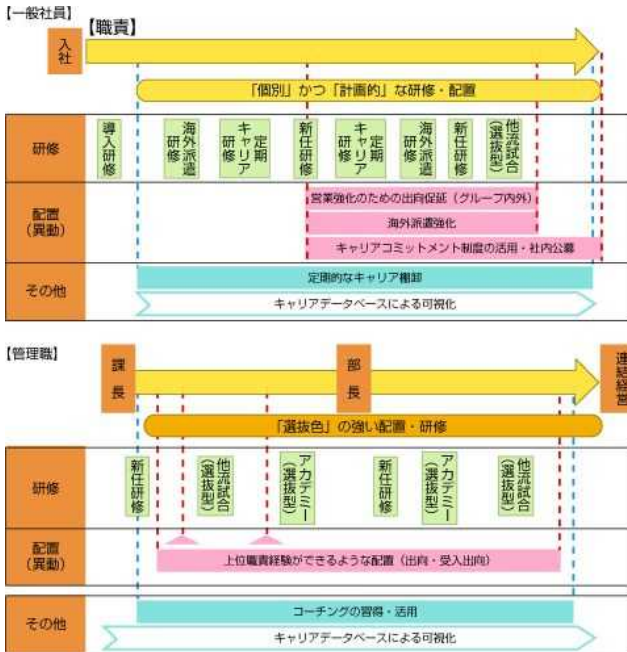 【一般社員】
入社
【職責】
「個別」かつ「計画的」な研修・配置
研修
導入研修
海外派遣研修
定期キャリア研修
新任研修
定期キャリア研修
海外派遣研修
新任研修
他流試合(選抜型)
配置(異動)
営業強化のための出向促延(グループ内外)
海外派遣強化
キャリアコミットメント制度の活用・社内公募
その他
定期的なキャリア棚卸
キャリアデータベースによる可視化
【管理職】
課長
部長
連結経営
「選抜色」の強い配置・研修
研修
新任研修
他流試合(選抜型)
アカデミー(選抜型)
新任研修
アカデミー(選抜型)
他流試合(選抜型)
配置(異動)
上位職責経験ができるような配置(出向・受入出向)
その他
コーチングの習得・活用
キャリアデータベースによる可視化